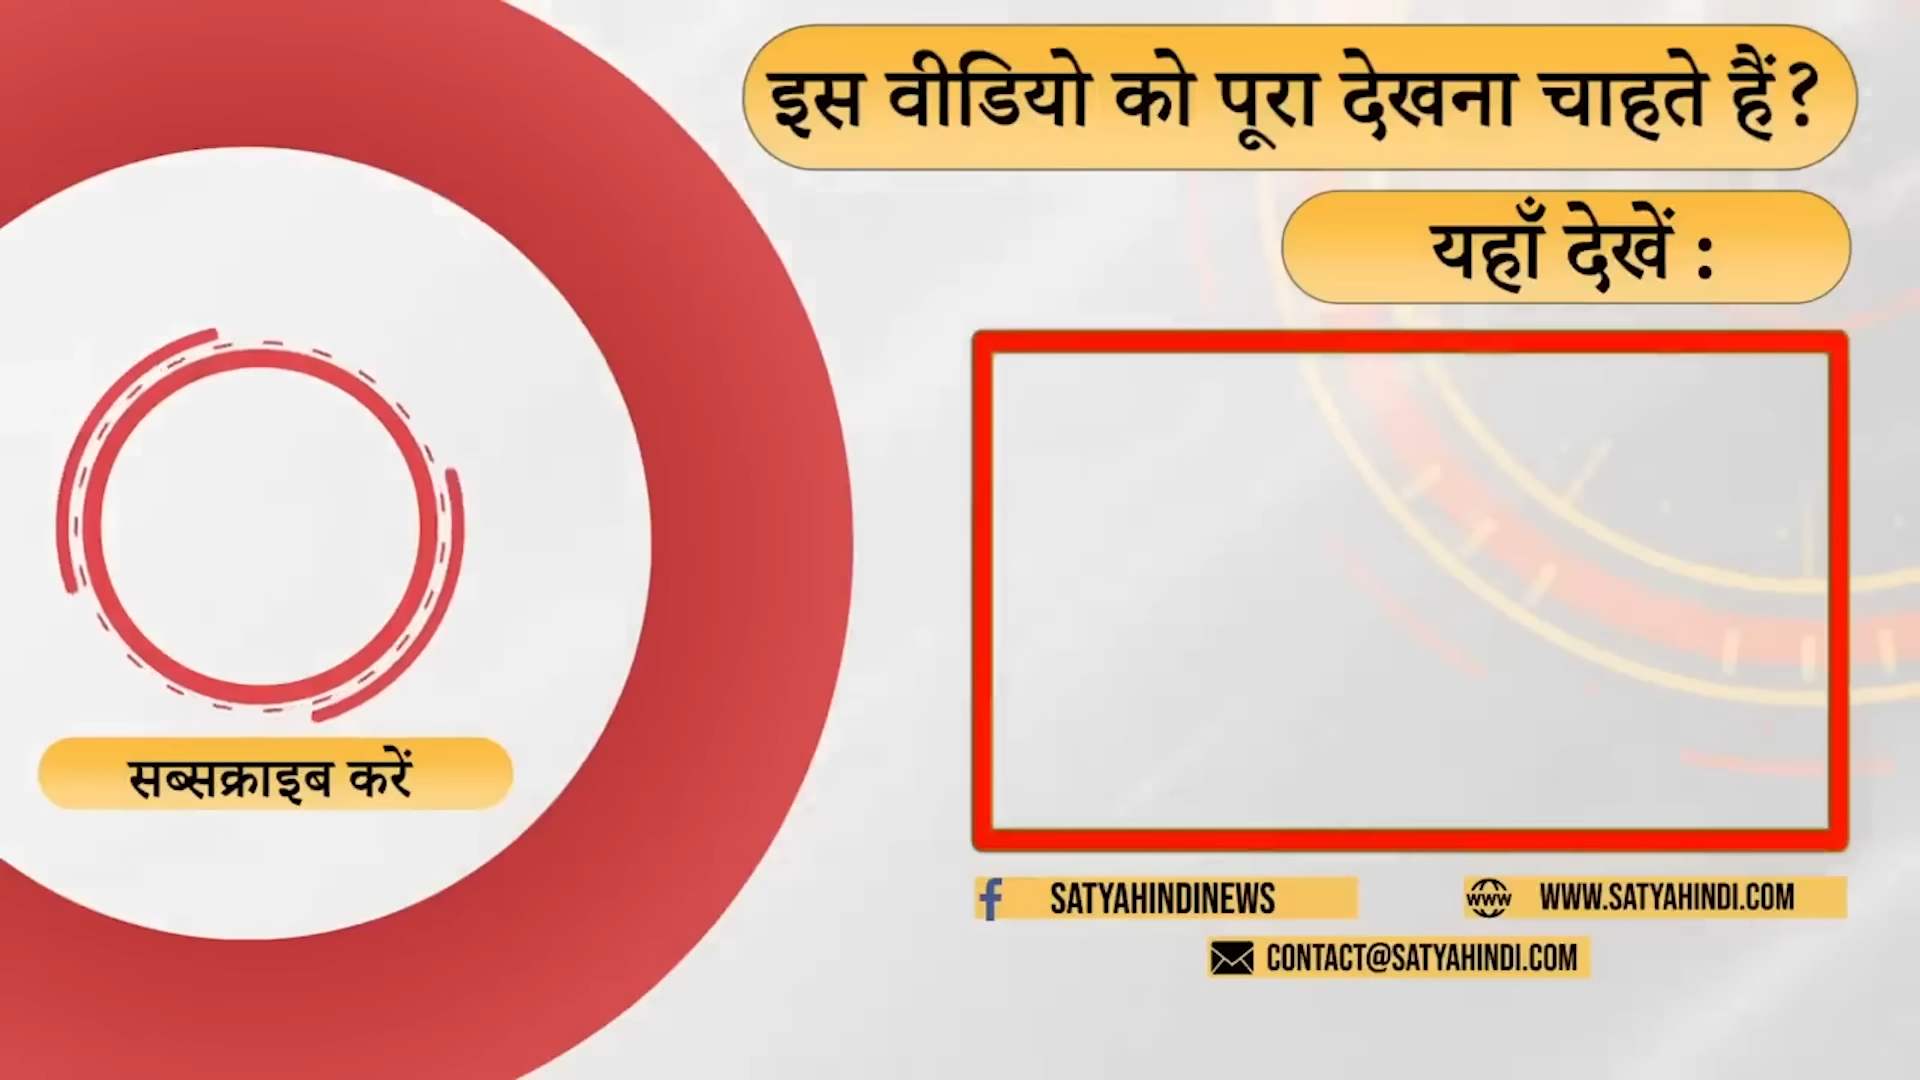 इस वीडियो को पूरा देखना चाहते हैं?
यहाँ देखें :
सब्सक्राइब करें
SATYAHINDINEWS
WWW.SATYAHINDI.COM
CONTACT@SATYAHINDI.COM